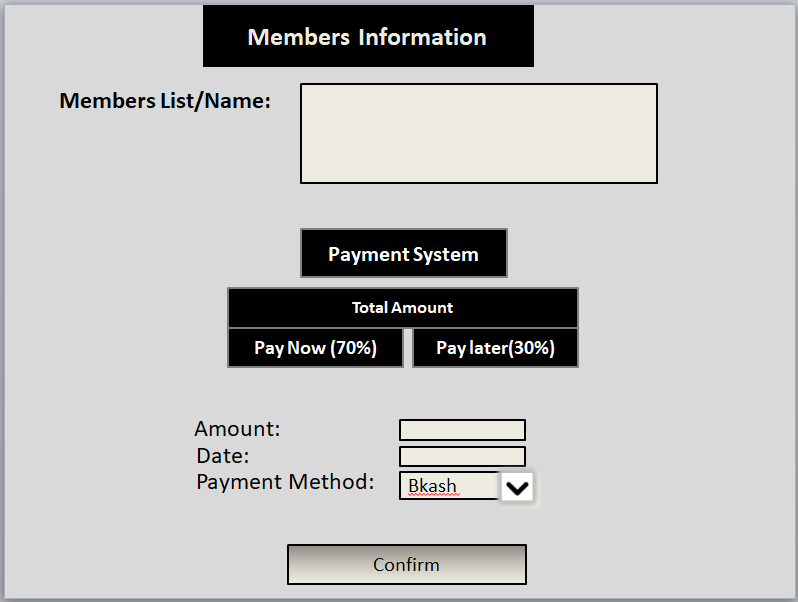 Members Information
Members List/Name:
Payment System
Total Amount
Pay Now (70%) Pay later(30%)
Amount:
Date:
Payment Method: Bkash
Confirm